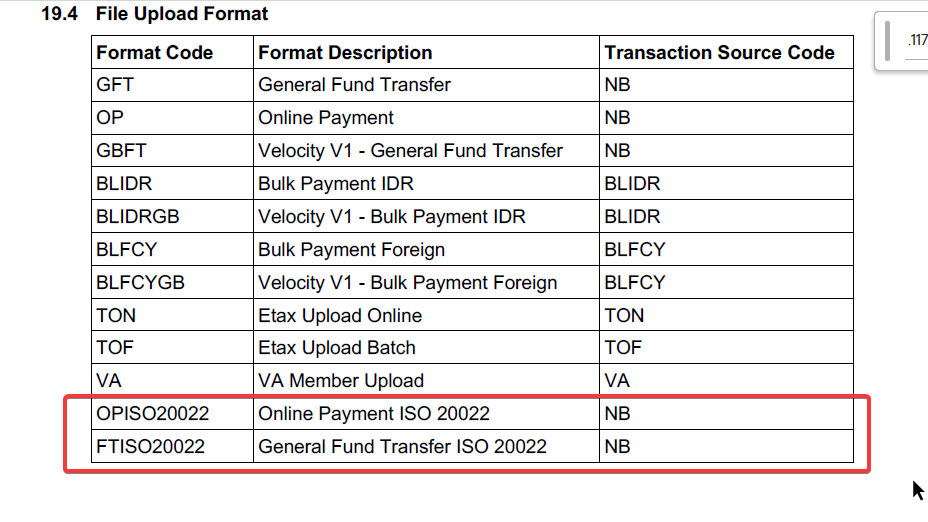 19.4 File Upload Format
Format Code Format Description Transaction Source Code
GFT General Fund Transfer NB
OP Online Payment NB
GBFT Velocity V1 - General Fund Transfer NB
BLIDR Bulk Payment IDR BLIDR
BLIDRGB Velocity V1 - Bulk Payment IDR BLIDR
BLFCY Bulk Payment Foreign BLFCY
BLFCYGB Velocity V1 - Bulk Payment Foreign BLFCY
TON Etax Upload Online TON
TOF Etax Upload Batch TOF
VA VA Member Upload VA
OPISO20022 Online Payment ISO 20022 NB
FTISO20022 General Fund Transfer ISO 20022 NB
.117